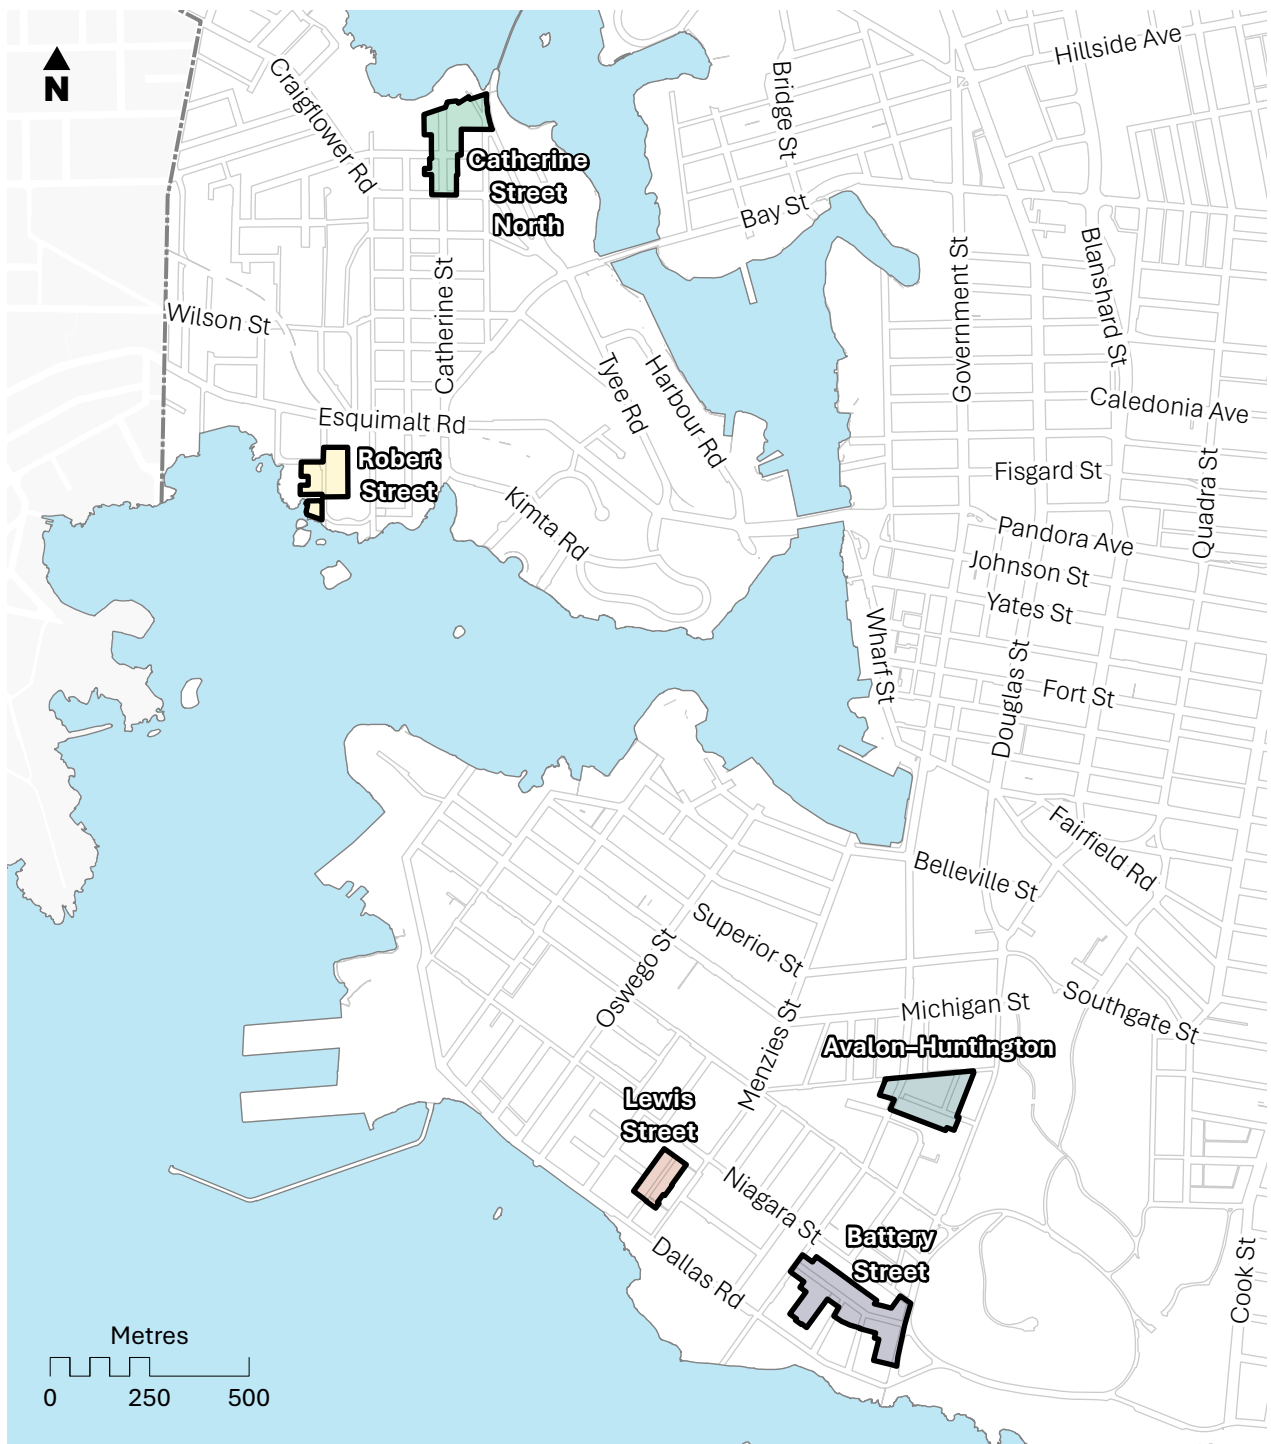 Hillside Ave
Craigflower Rd
Bridge St
N
Catherine
Street
North
Bay St
Blanshard St
Government St
Catherine St
Wilson St
Tyee Rd
Harbour Rd
Caledonia Ave
Esquimalt Rd
Robert
Street
Fisgard St
Quadra St
Kimta Rd
Pandora Ave
Johnson St
Yates St
Wharf St
Douglas St
Fort St
Fairfield Rd
Belleville St
Superior St
Oswego St
Southgate St
Michigan St
Menzies St
Avalon–Huntington
Lewis
Street
Niagara St
Battery
Street
Dallas Rd
Cook St
Metres
0 250 500